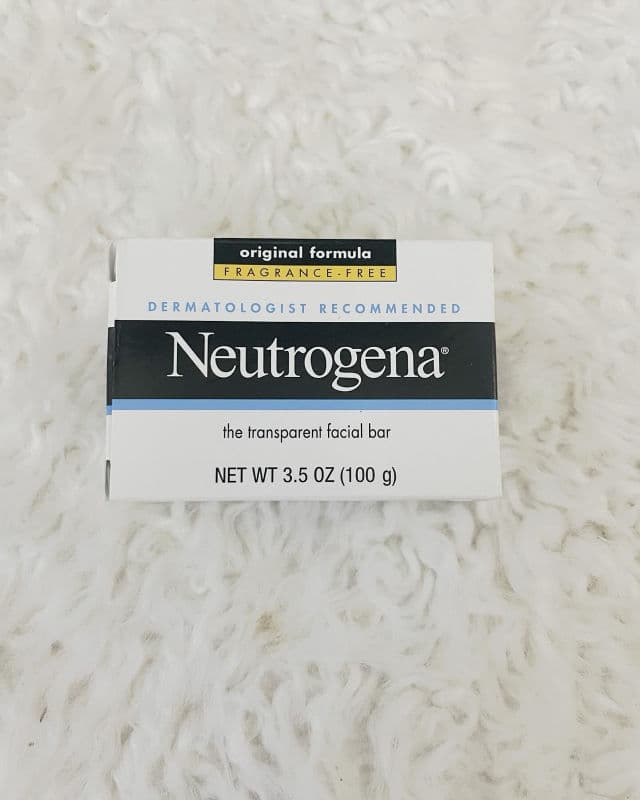 original formula
FRAGRANCE-FREE
DERMATOLOGIST RECOMMENDED
Neutrogena®
the transparent facial bar
NET WT 3.5 OZ (100 g)